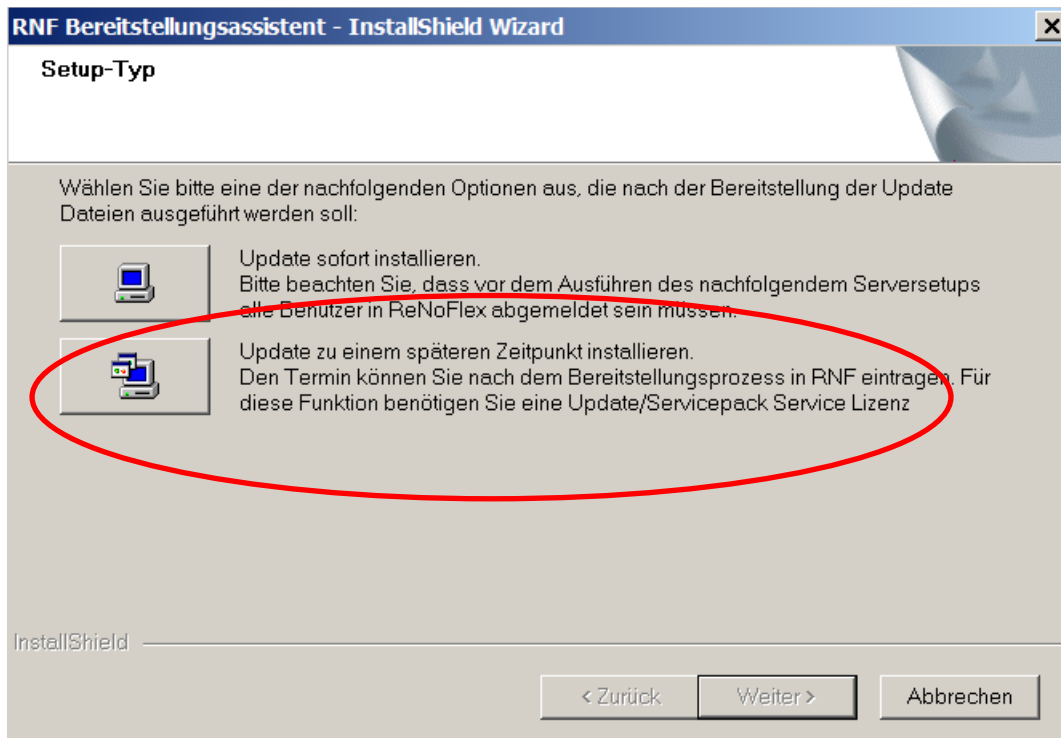 RNF Bereitstellungsassistent - InstallShield Wizard
Setup-Typ
Wählen Sie bitte eine der nachfolgenden Optionen aus, die nach der Bereitstellung der Update
Dateien ausgeführt werden soll:
Update sofort installieren.
Bitte beachten Sie, dass vor dem Ausführen des nachfolgendem Serversetups
alle Benutzer in ReNoFlex abgemeldet sein müssen.
Update zu einem späteren Zeitpunkt installieren.
Den Termin können Sie nach dem Bereitstellungsprozess in RNF eintragen. Für
diese Funktion benötigen Sie eine Update/Servicepack Service Lizenz
InstallShield
< Zurück Weiter > Abbrechen